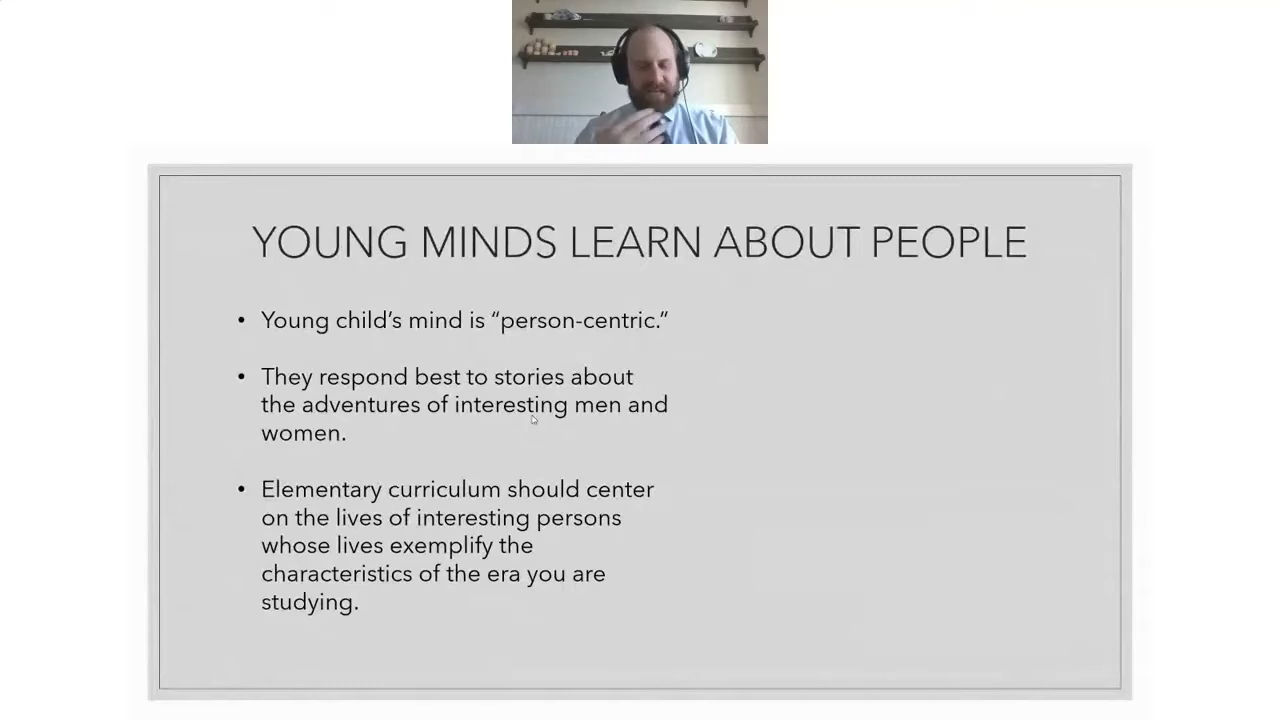 YOUNG MINDS LEARN ABOUT PEOPLE
• Young child’s mind is “person-centric.“
• They respond best to stories about
the adventures of interesting men and
women.
• Elementary curriculum should center
on the lives of interesting persons
whose lives exemplify the
characteristics of the era you are
studying.